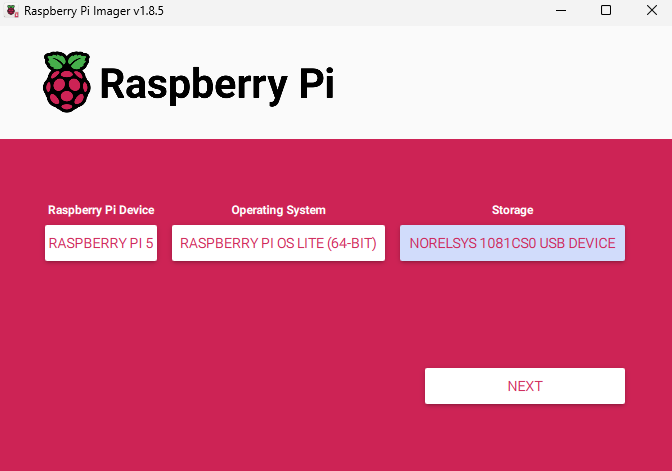 Raspberry Pi Imager v1.8.5
Raspberry Pi
Raspberry Pi Device
Operating System
Storage
RASPBERRY PI 5
RASPBERRY PI OS LITE (64-BIT)
NORELSYS 1081CS0 USB DEVICE
NEXT